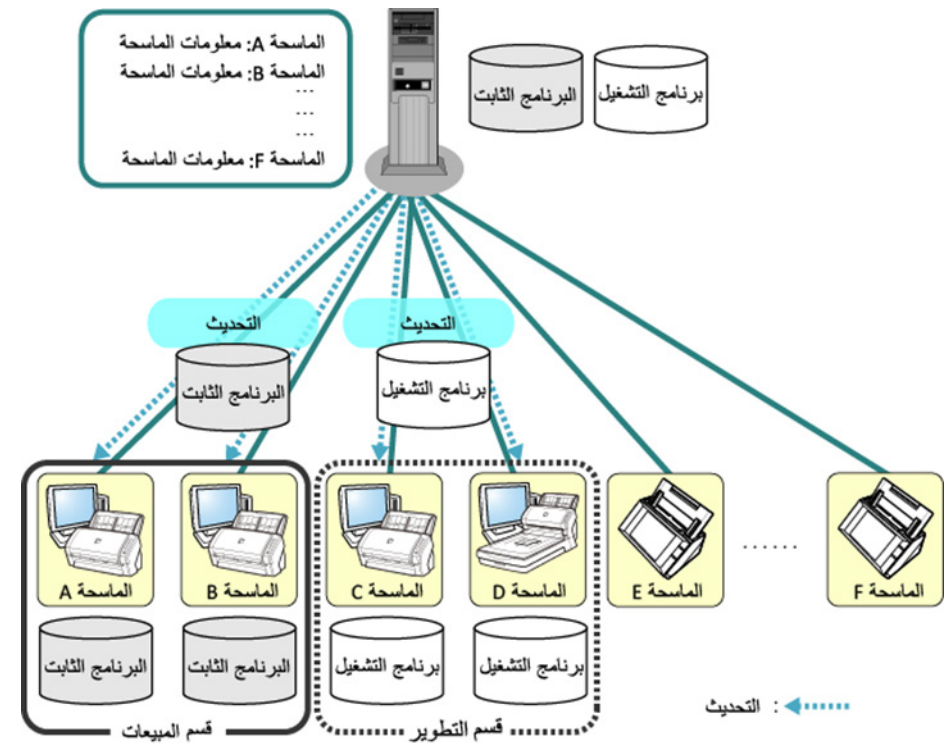 الماسحة A: معلومات الماسحة
الماسحة B: معلومات الماسحة
...
...
...
الماسحة F: معلومات الماسحة
البرنامج الثابت
برنامج التشغيل
التحديث
التحديث
البرنامج الثابت
برنامج التشغيل
الماسحة A
الماسحة B
الماسحة C
الماسحة D
الماسحة E
......
الماسحة F
البرنامج الثابت
البرنامج الثابت
برنامج التشغيل
برنامج التشغيل
قسم المبيعات
قسم التطوير
: التحديث